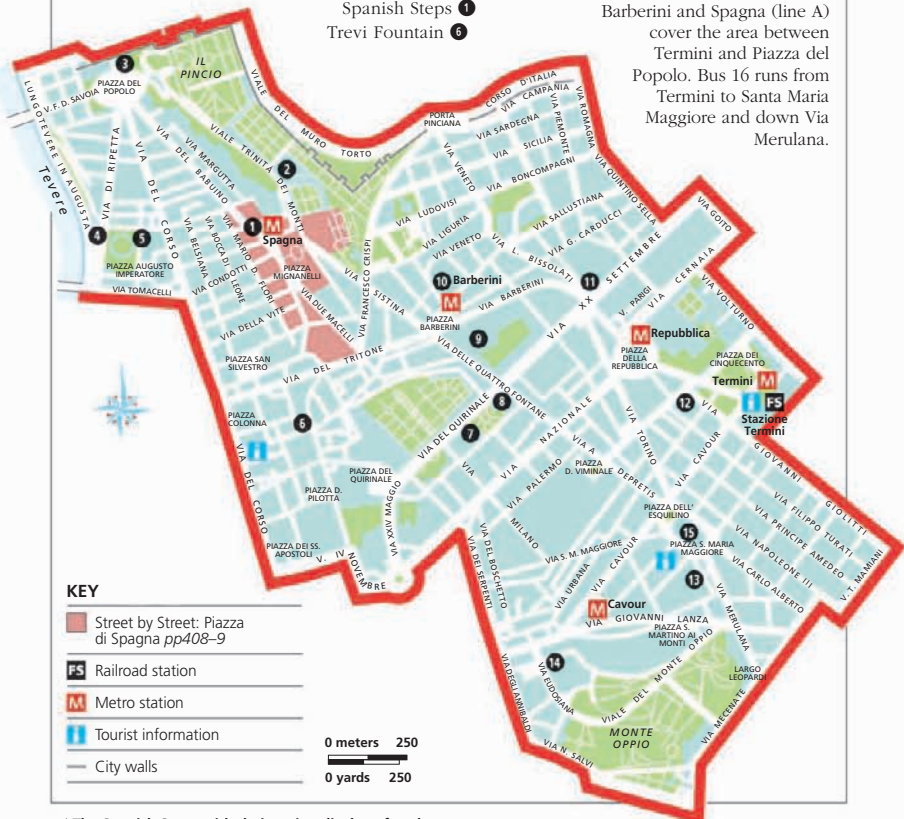 Spanish Steps 1
Trevi Fountain 6
Barberini and Spagna (line A)
cover the area between
Termini and Piazza del
Popolo. Bus 16 runs from
Termini to Santa Maria
Maggiore and down Via
Merulana.
3
PIAZZA DEL
POPOLO
IL
PINCIO
V. F. D. SAVOIA
LUNGOTEVERE IN AUGUSTA
Tevere
VIA DI RIPETTA
VIA DEL CORSO
VIA DEL BABUINO
VIA MARGUTTA
VIALE TRINITA DEI MONTI
VIALE DEL MURO TORTO
2
PORTA
PINCIANA
CORSO D'ITALIA
VIA CAMPANIA
VIA SARDEGNA
VIA SICILIA
VIA BONCOMPAGNI
VIA PIEMONTE
VIA ROMAGNA
VIA QUINTINO SELLA
VIA VENETO
VIA LUDOVISI
VIA LIGURIA
VIA VENETO
VIA SALLUSTIANA
VIA G. CARDUCCI
VIA L. BISSOLATI
VIA GOITO
4
5
PIAZZA AUGUSTO
IMPERATORE
VIA TOMACELLI
1 M
Spagna
VIA BELSIANA
VIA BOCCA DI LEONE
VIA MARIO D. FIORI
VIA CONDOTTI
PIAZZA
MIGNANELLI
VIA DELLA VITE
VIA DUE MACELLI
VIA SISTINA
VIA FRANCESCO CRISPI
10 Barberini
M
PIAZZA
BARBERINI
VIA BARBERINI
11
VIA XX SETTEMBRE
V. PARIGI
VIA CERNAIA
VIA VOLTURNO
M Repubblica
PIAZZA
DELLA
REPUBBLICA
PIAZZA DEI
CINQUECENTO
Termini M
FS
Stazione
Termini
PIAZZA SAN
SILVESTRO
VIA DEL TRITONE
9
VIA DELLE QUATTRO FONTANE
8
7
VIA DEL QUIRINALE
PIAZZA
COLONNA
6
VIA DEL CORSO
PIAZZA DEL
QUIRINALE
PIAZZA D.
PILOTTA
VIA XXIV MAGGIO
PIAZZA DEI SS.
APOSTOLI
V. IV NOVEMBRE
VIA NAZIONALE
VIA MILANO
VIA PALERMO
VIA A DEPRETIS
PIAZZA
D. VIMINALE
VIA TORINO
12
VIA CAVOUR
VIA
GIOVANNI GIOLITTI
VIA FILIPPO TURATI
VIA PRINCIPE AMEDEO
VIA NAPOLEONE III
VIA CARLO ALBERTO
V. T. MAMIANI
PIAZZA DELL'
ESQUILINO
15
PIAZZA S. MARIA
MAGGIORE
13
VIA MERULANA
VIA DEL BOSCHETTO
VIA DEI SERPENTI
VIA S. M. MAGGIORE
VIA URBANA
VIA CAVOUR
M Cavour
VIA GIOVANNI LANZA
PIAZZA S.
MARTINO AI
MONTI
14
VIA EUDOSIANA
VIALE DEL MONTE OPPIO
VIA DEGLI ANNIBALDI
VIA N. SALVI
MONTE
OPPIO
LARGO
LEOPARDI
VIA MECENATE
KEY
Street by Street: Piazza
di Spagna pp408–9
FS Railroad station
M Metro station
Tourist information
City walls
0 meters 250
0 yards 250